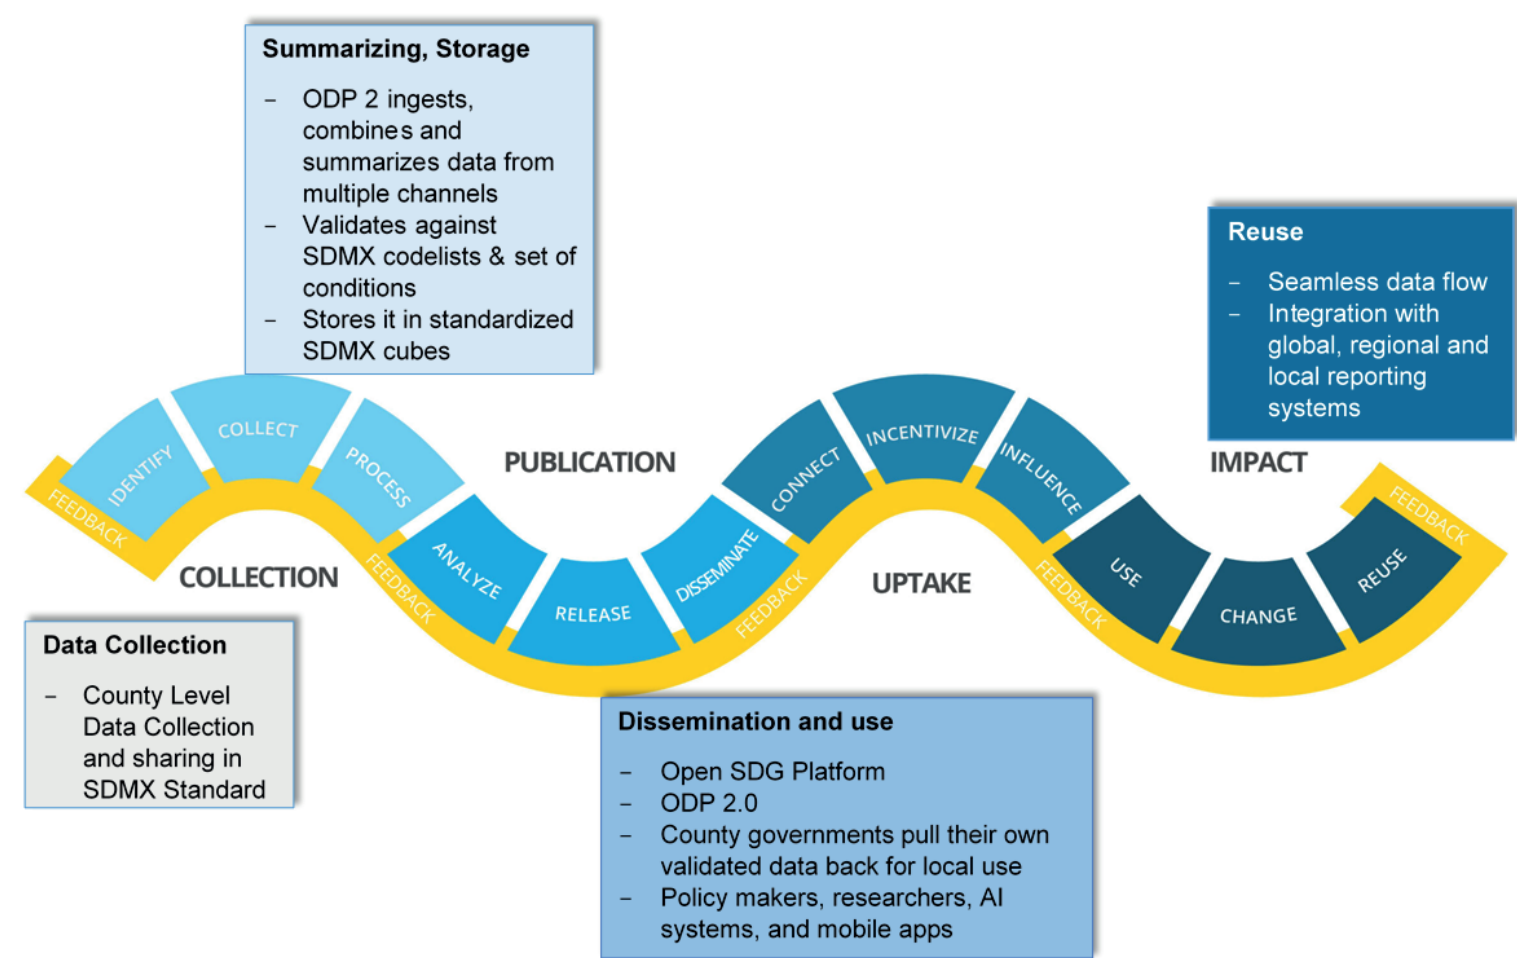 Summarizing, Storage
- ODP 2 ingests,
combines and
summarizes data from
multiple channels
- Validates against
SDMX codelists & set of
conditions
- Stores it in standardized
SDMX cubes
Reuse
- Seamless data flow
- Integration with
global, regional and
local reporting
systems
FEEDBACK
IDENTIFY
COLLECT
PROCESS
COLLECTION
FEEDBACK
PUBLICATION
ANALYZE
RELEASE
DISSEMINATE
FEEDBACK
CONNECT
INCENTIVIZE
INFLUENCE
UPTAKE
FEEDBACK
IMPACT
USE
CHANGE
REUSE
FEEDBACK
Data Collection
- County Level
Data Collection
and sharing in
SDMX Standard
Dissemination and use
- Open SDG Platform
- ODP 2.0
- County governments pull their own
validated data back for local use
- Policy makers, researchers, AI
systems, and mobile apps